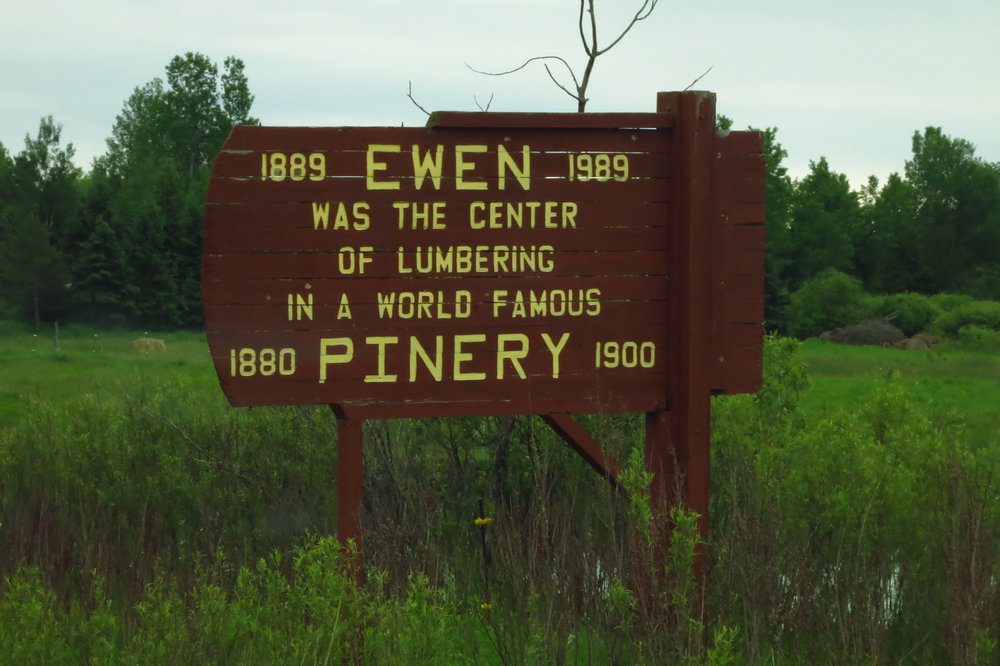 1889 EWEN 1989
WAS THE CENTER
OF LUMBERING
IN A WORLD FAMOUS
1880 PINERY 1900